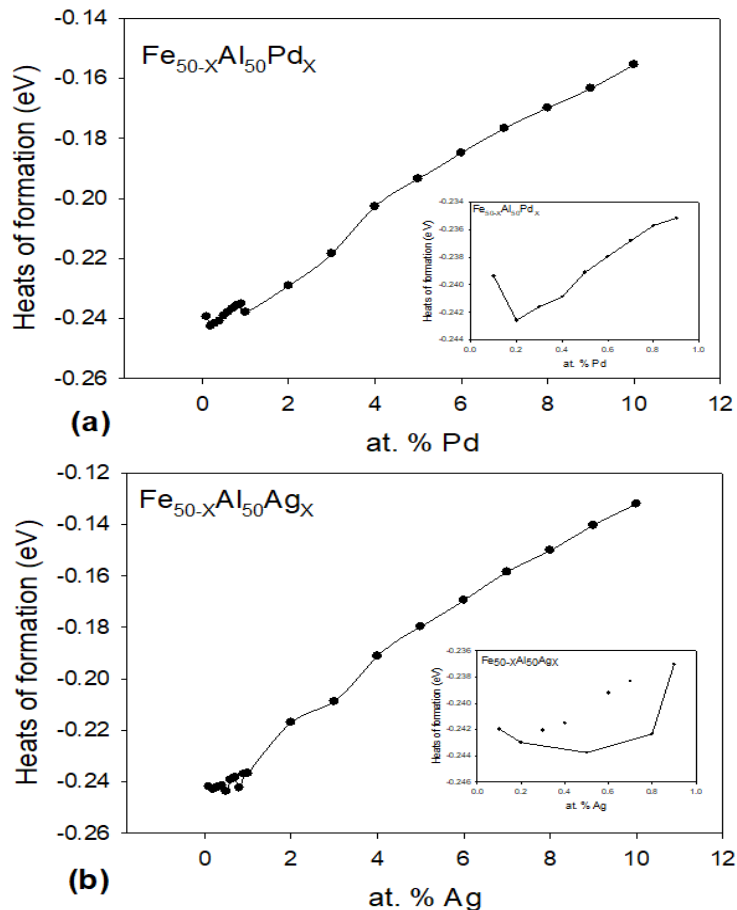 Fe50-XAl50PdX
Heats of formation (eV)
-0.14
-0.16
-0.18
-0.20
-0.22
-0.24
-0.26
0 2 4 6 8 10 12
at. % Pd
(a)
Fe50-XAl50PdX
Heats of formation (eV)
-0.234
-0.236
-0.238
-0.240
-0.242
-0.244
0.0 0.2 0.4 0.6 0.8 1.0
at. % Pd
Fe50-XAl50AgX
Heats of formation (eV)
-0.12
-0.14
-0.16
-0.18
-0.20
-0.22
-0.24
-0.26
0 2 4 6 8 10 12
at. % Ag
(b)
Fe50-XAl50AgX
Heats of formation (eV)
-0.236
-0.238
-0.240
-0.242
-0.244
-0.246
0.0 0.2 0.4 0.6 0.8 1.0
at. % Ag